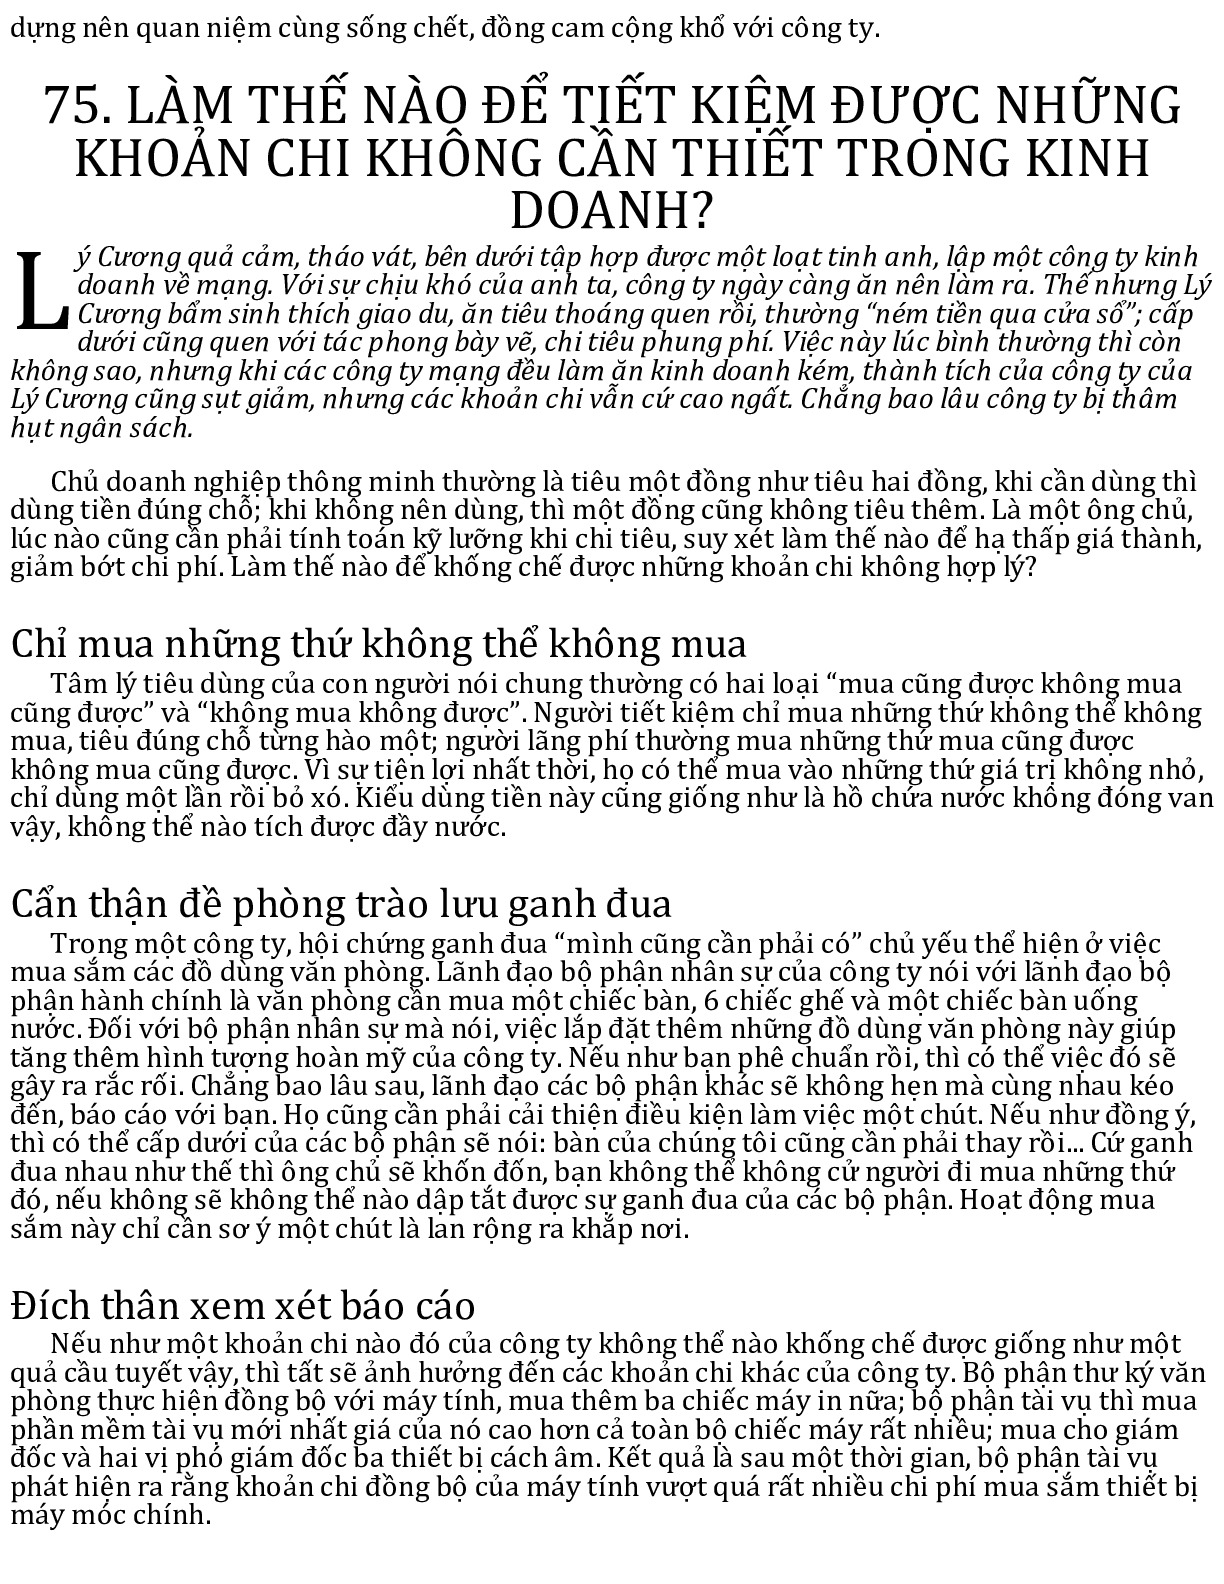 dựng nên quan niệm cùng sống chết, đồng cam cộng khổ với công ty.
75. LÀM THẾ NÀO ĐỂ TIẾT KIỆM ĐƯỢC NHỮNG
KHOẢN CHI KHÔNG CẦN THIẾT TRONG KINH
DOANH?
Lý Cương quả cảm, tháo vát, bên dưới tập hợp được một loạt tinh anh, lập một công ty kinh
doanh về mạng. Với sự chịu khó của anh ta, công ty ngày càng ăn nên làm ra. Thế nhưng Lý
Cương bẩm sinh thích giao du, ăn tiêu thoáng quen rồi, thường “ném tiền qua cửa sổ”; cấp
dưới cũng quen với tác phong bày vẽ, chi tiêu phung phí. Việc này lúc bình thường thì còn
không sao, nhưng khi các công ty mạng đều làm ăn kinh doanh kém, thành tích của công ty của
Lý Cương cũng sụt giảm, nhưng các khoản chi vẫn cứ cao ngất. Chẳng bao lâu công ty bị thâm
hụt ngân sách.
Chủ doanh nghiệp thông minh thường là tiêu một đồng như tiêu hai đồng, khi cần dùng thì
dùng tiền đúng chỗ; khi không nên dùng, thì một đồng cũng không tiêu thêm. Là một ông chủ,
lúc nào cũng cần phải tính toán kỹ lưỡng khi chi tiêu, suy xét làm thế nào để hạ thấp giá thành,
giảm bớt chi phí. Làm thế nào để khống chế được những khoản chi không hợp lý?
Chỉ mua những thứ không thể không mua
Tâm lý tiêu dùng của con người nói chung thường có hai loại “mua cũng được không mua
cũng được” và “không mua không được”. Người tiết kiệm chỉ mua những thứ không thể không
mua, tiêu đúng chỗ từng hào một; người lãng phí thường mua những thứ mua cũng được
không mua cũng được. Vì sự tiện lợi nhất thời, họ có thể mua vào những thứ giá trị không nhỏ,
chỉ dùng một lần rồi bỏ xó. Kiểu dùng tiền này cũng giống như là hồ chứa nước không đóng van
vậy, không thể nào tích được đầy nước.
Cẩn thận đề phòng trào lưu ganh đua
Trong một công ty, hội chứng ganh đua “mình cũng cần phải có” chủ yếu thể hiện ở việc
mua sắm các đồ dùng văn phòng. Lãnh đạo bộ phận nhân sự của công ty nói với lãnh đạo bộ
phận hành chính là văn phòng cần mua một chiếc bàn, 6 chiếc ghế và một chiếc bàn uống
nước. Đối với bộ phận nhân sự mà nói, việc lắp đặt thêm những đồ dùng văn phòng này giúp
tăng thêm hình tượng hoàn mỹ của công ty. Nếu như bạn phê chuẩn rồi, thì có thể việc đó sẽ
gây ra rắc rối. Chẳng bao lâu sau, lãnh đạo các bộ phận khác sẽ không hẹn mà cùng nhau kéo
đến, báo cáo với bạn. Họ cũng cần phải cải thiện điều kiện làm việc một chút. Nếu như đồng ý,
thì có thể cấp dưới của các bộ phận sẽ nói: bàn của chúng tôi cũng cần phải thay rồi... Cứ ganh
đua nhau như thế thì ông chủ sẽ khốn đốn, bạn không thể không cử người đi mua những thứ
đó, nếu không sẽ không thể nào dập tắt được sự ganh đua của các bộ phận. Hoạt động mua
sắm này chỉ cần sơ ý một chút là lan rộng ra khắp nơi.
Đích thân xem xét báo cáo
Nếu như một khoản chi nào đó của công ty không thể nào khống chế được giống như một
quả cầu tuyết vậy, thì tất sẽ ảnh hưởng đến các khoản chi khác của công ty. Bộ phận thư ký văn
phòng thực hiện đồng bộ với máy tính, mua thêm ba chiếc máy in nữa; bộ phận tài vụ thì mua
phần mềm tài vụ mới nhất giá của nó cao hơn cả toàn bộ chiếc máy rất nhiều; mua cho giám
đốc và hai vị phó giám đốc ba thiết bị cách âm. Kết quả là sau một thời gian, bộ phận tài vụ
phát hiện ra rằng khoản chi đồng bộ của máy tính vượt quá rất nhiều chi phí mua sắm thiết bị
máy móc chính.